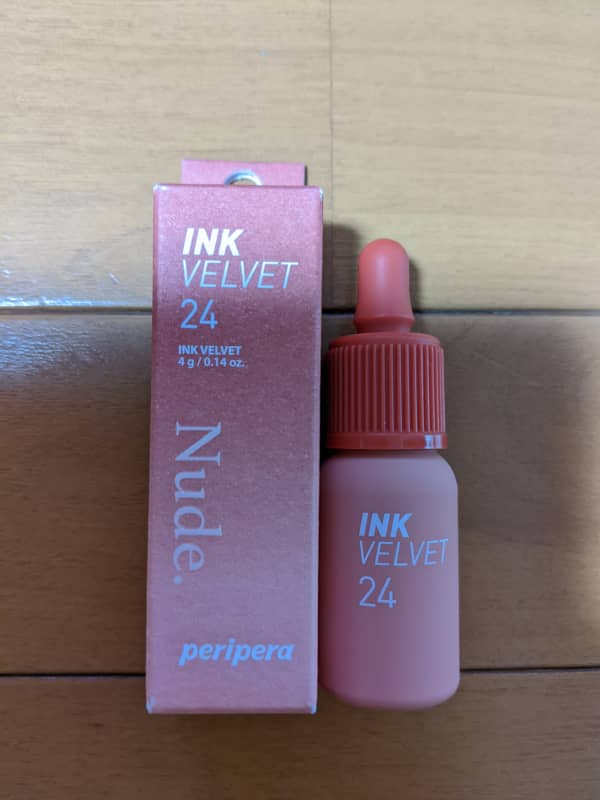 INK
VELVET
24
INK VELVET
4 g / 0.14 oz.
Nude.
peripera
INK
VELVET
24